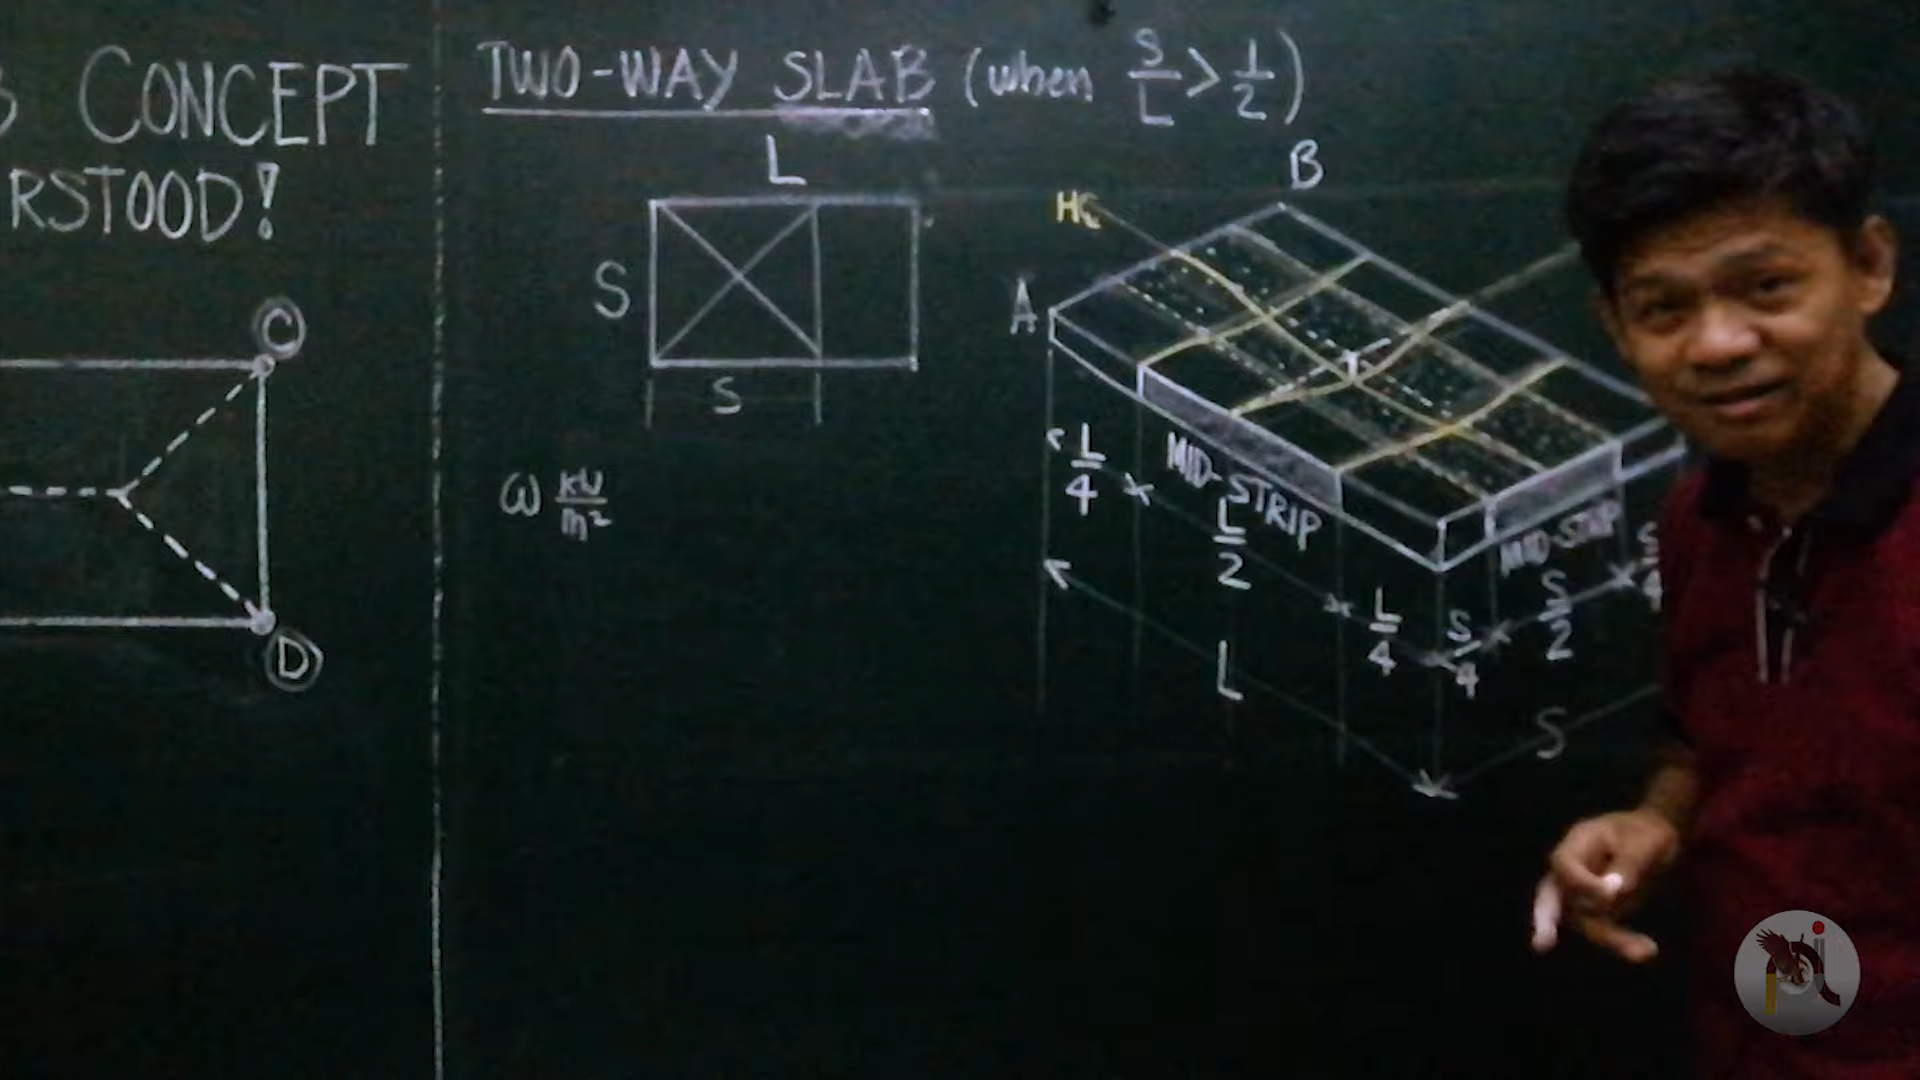 CONCEPT
RSTOOD!
C
D
TWO-WAY SLAB (when S/L > 1/2)
L
S
S
ω kN/m²
B
A
L/4
MID-STRIP
L/2
L/4
L
MID-STRIP
S/4
S/2
S/4
S